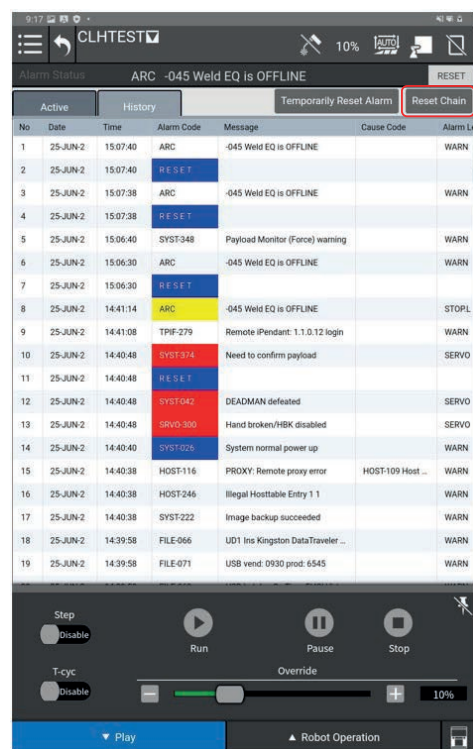 9:17
CLHTEST
10% AUTO
Alarm Status ARC -045 Weld EQ is OFFLINE RESET
Active History Temporarily Reset Alarm Reset Chain
No Date Time Alarm Code Message Cause Code Alarm Le
1 25-JUN-2 15:07:40 ARC -045 Weld EQ is OFFLINE WARN
2 25-JUN-2 15:07:40 RESET
3 25-JUN-2 15:07:38 ARC -045 Weld EQ is OFFLINE WARN
4 25-JUN-2 15:07:38 RESET
5 25-JUN-2 15:06:40 SYST-348 Payload Monitor (Force) warning WARN
6 25-JUN-2 15:06:30 ARC -045 Weld EQ is OFFLINE WARN
7 25-JUN-2 15:06:30 RESET
8 25-JUN-2 14:41:14 ARC -045 Weld EQ is OFFLINE STOP.L
9 25-JUN-2 14:41:08 TPIF-279 Remote iPendant: 1.1.0.12 login WARN
10 25-JUN-2 14:40:48 SYST-374 Need to confirm payload SERVO
11 25-JUN-2 14:40:48 RESET
12 25-JUN-2 14:40:48 SYST-042 DEADMAN defeated SERVO
13 25-JUN-2 14:40:48 SRVO-300 Hand broken/HBK disabled SERVO
14 25-JUN-2 14:40:40 SYST-026 System normal power up WARN
15 25-JUN-2 14:40:38 HOST-116 PROXY: Remote proxy error HOST-109 Host ... WARN
16 25-JUN-2 14:40:38 HOST-246 Illegal Hosttable Entry 1 1 WARN
17 25-JUN-2 14:40:38 SYST-222 Image backup succeeded WARN
18 25-JUN-2 14:39:58 FILE-066 UD1 Ins Kingston DataTraveler ... WARN
19 25-JUN-2 14:39:58 FILE-071 USB vend: 0930 prod: 6545 WARN
Step
Disable
Run Pause Stop
T-cyc Override
Disable 10%
Play Robot Operation